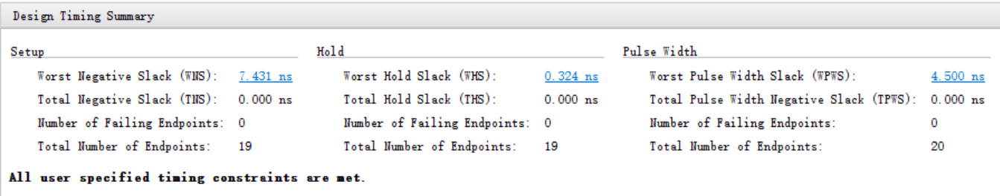 Design Timing Summary
Setup
Worst Negative Slack (WNS): 7.431 ns
Total Negative Slack (TNS): 0.000 ns
Number of Failing Endpoints: 0
Total Number of Endpoints: 19
Hold
Worst Hold Slack (WHS): 0.324 ns
Total Hold Slack (THS): 0.000 ns
Number of Failing Endpoints: 0
Total Number of Endpoints: 19
Pulse Width
Worst Pulse Width Slack (WPWS): 4.500 ns
Total Pulse Width Negative Slack (TPWS): 0.000 ns
Number of Failing Endpoints: 0
Total Number of Endpoints: 20
All user specified timing constraints are met.